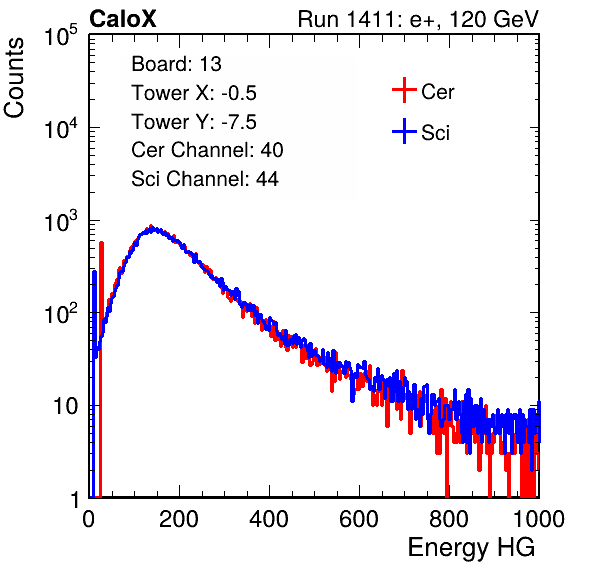 CaloX Run 1411: e+, 120 GeV
Counts
Board: 13
Tower X: -0.5
Tower Y: -7.5
Cer Channel: 40
Sci Channel: 44
Cer
Sci
10^5
10^4
10^3
10^2
10
1
0 200 400 600 800 1000
Energy HG